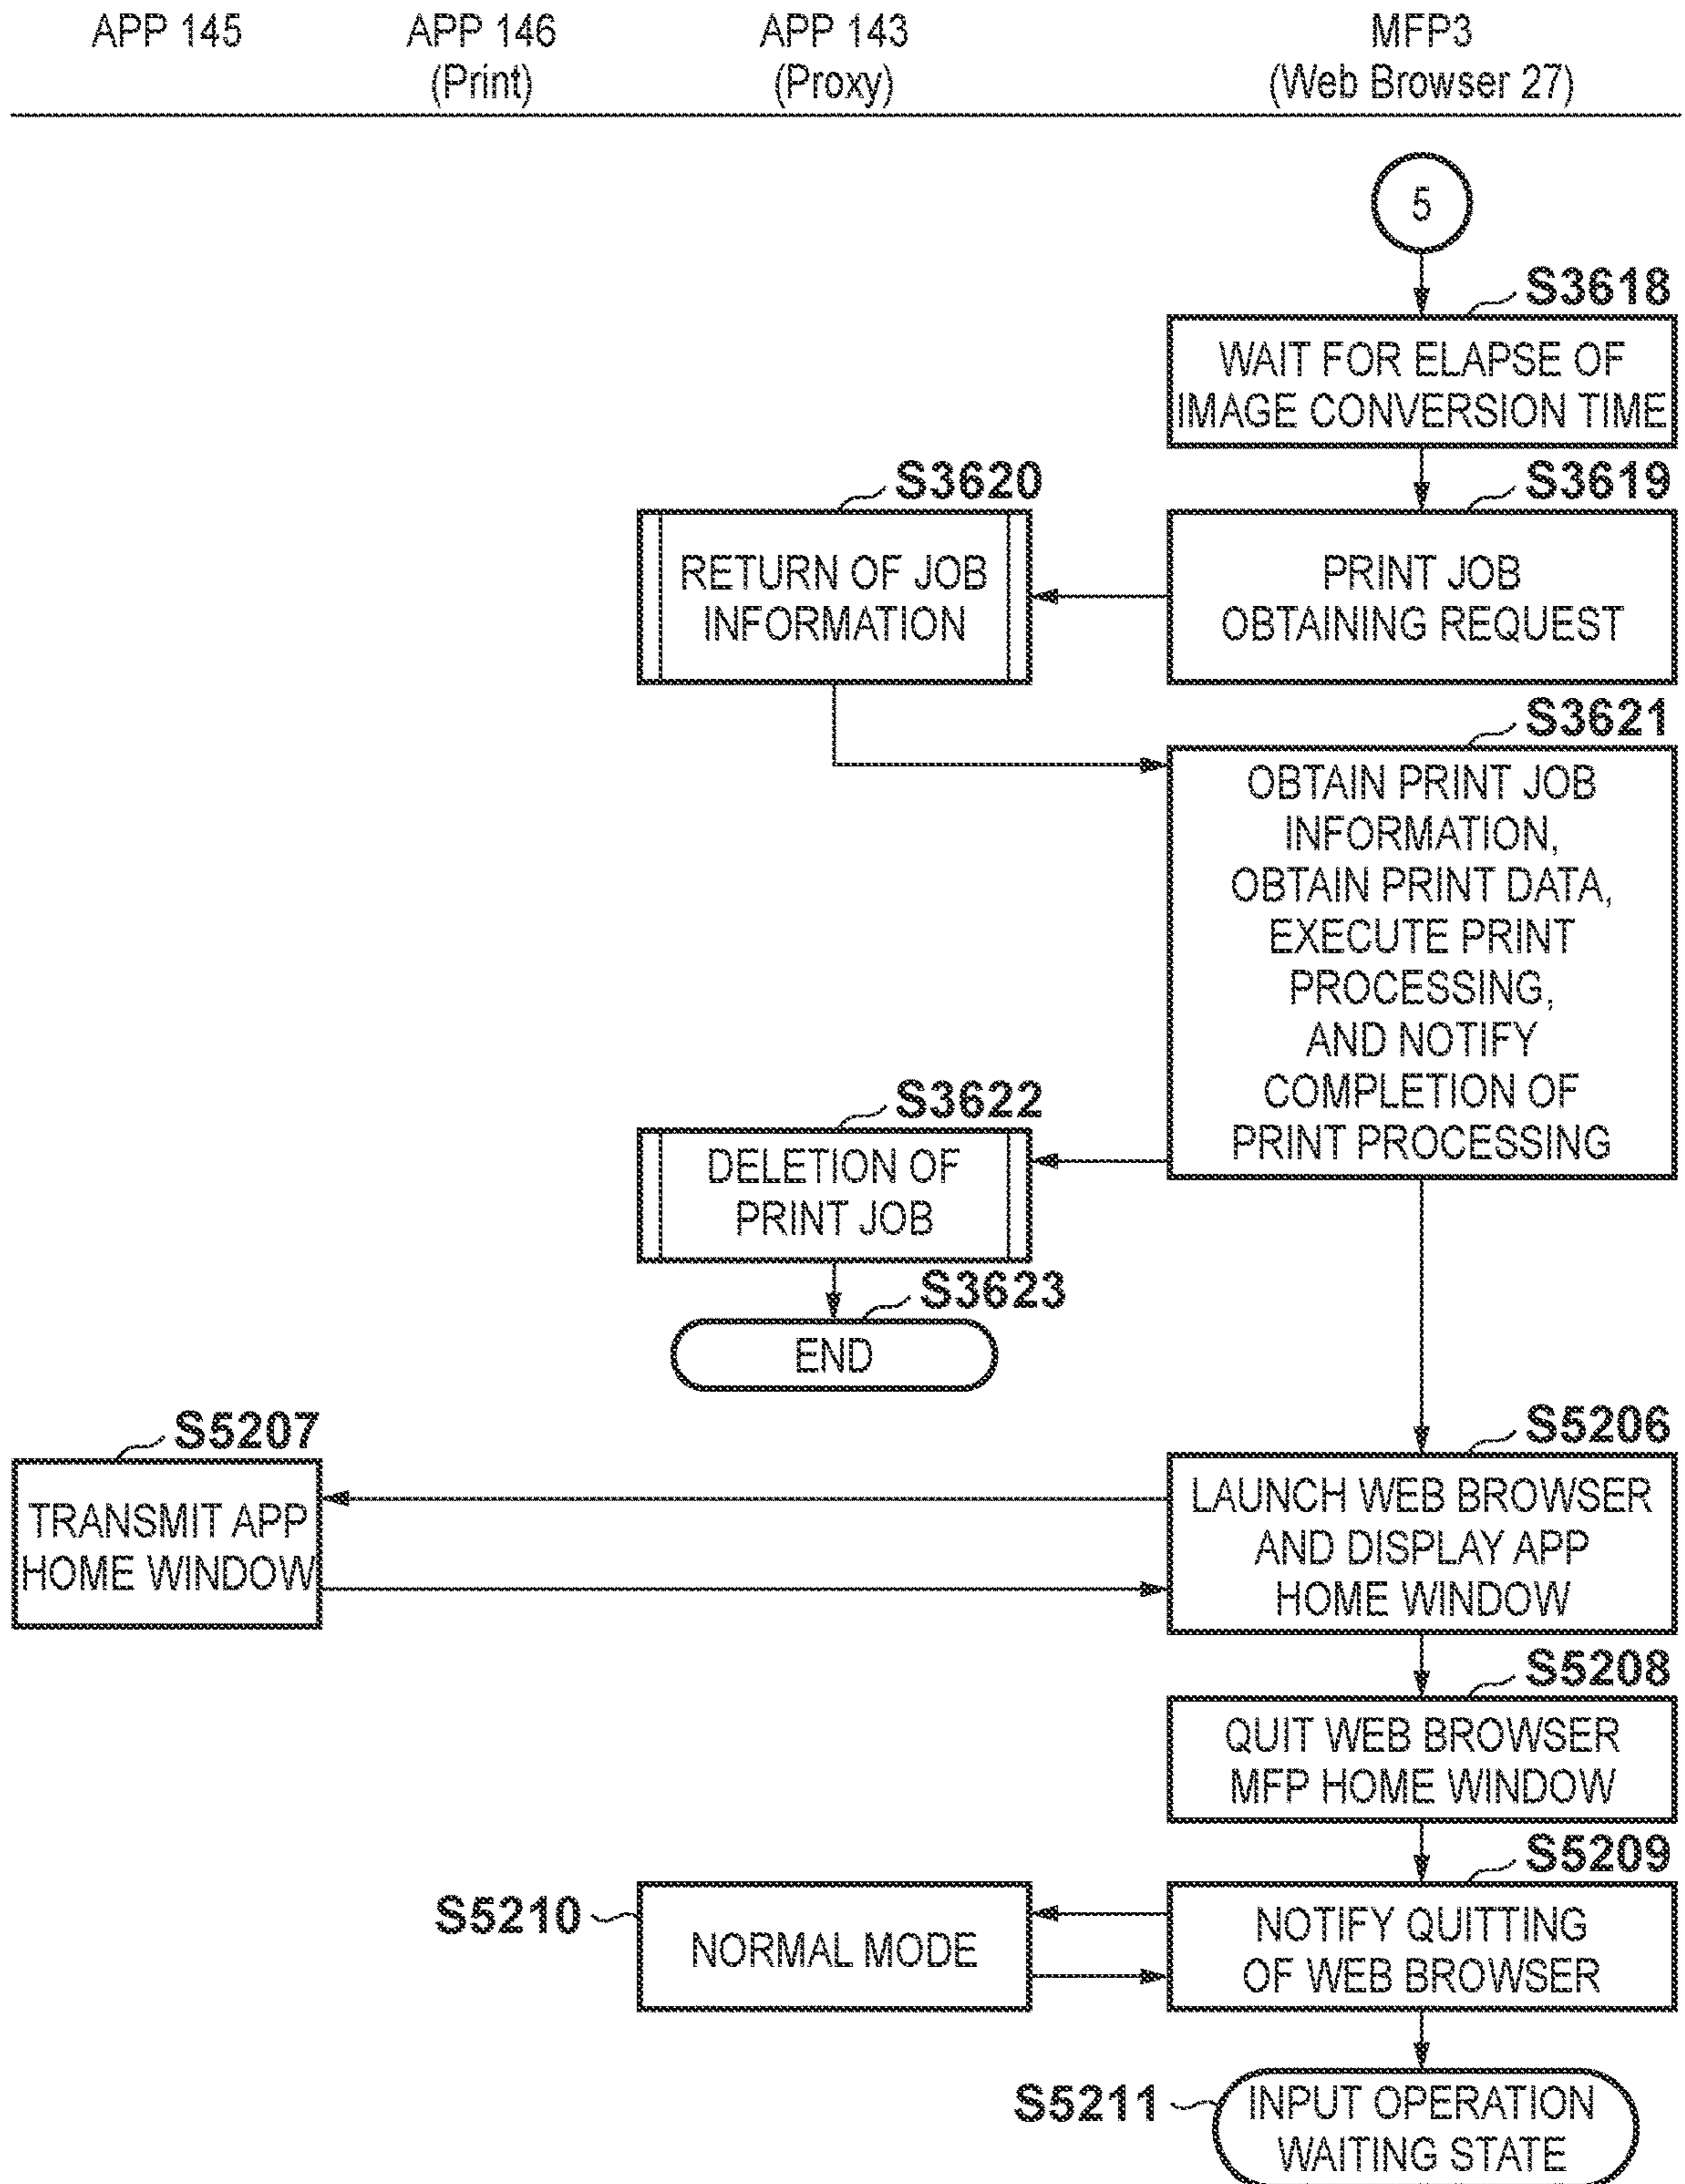 APP 145
APP 146
(Print)
APP 143
(Proxy)
MFP3
(Web Browser 27)
5
S3618
WAIT FOR ELAPSE OF
IMAGE CONVERSION TIME
S3619
PRINT JOB
OBTAINING REQUEST
S3620
RETURN OF JOB
INFORMATION
S3621
OBTAIN PRINT JOB
INFORMATION,
OBTAIN PRINT DATA,
EXECUTE PRINT
PROCESSING,
AND NOTIFY
COMPLETION OF
PRINT PROCESSING
S3622
DELETION OF
PRINT JOB
S3623
END
S5206
LAUNCH WEB BROWSER
AND DISPLAY APP
HOME WINDOW
S5207
TRANSMIT APP
HOME WINDOW
S5208
QUIT WEB BROWSER
MFP HOME WINDOW
S5209
NOTIFY QUITTING
OF WEB BROWSER
S5210
NORMAL MODE
S5211
INPUT OPERATION
WAITING STATE